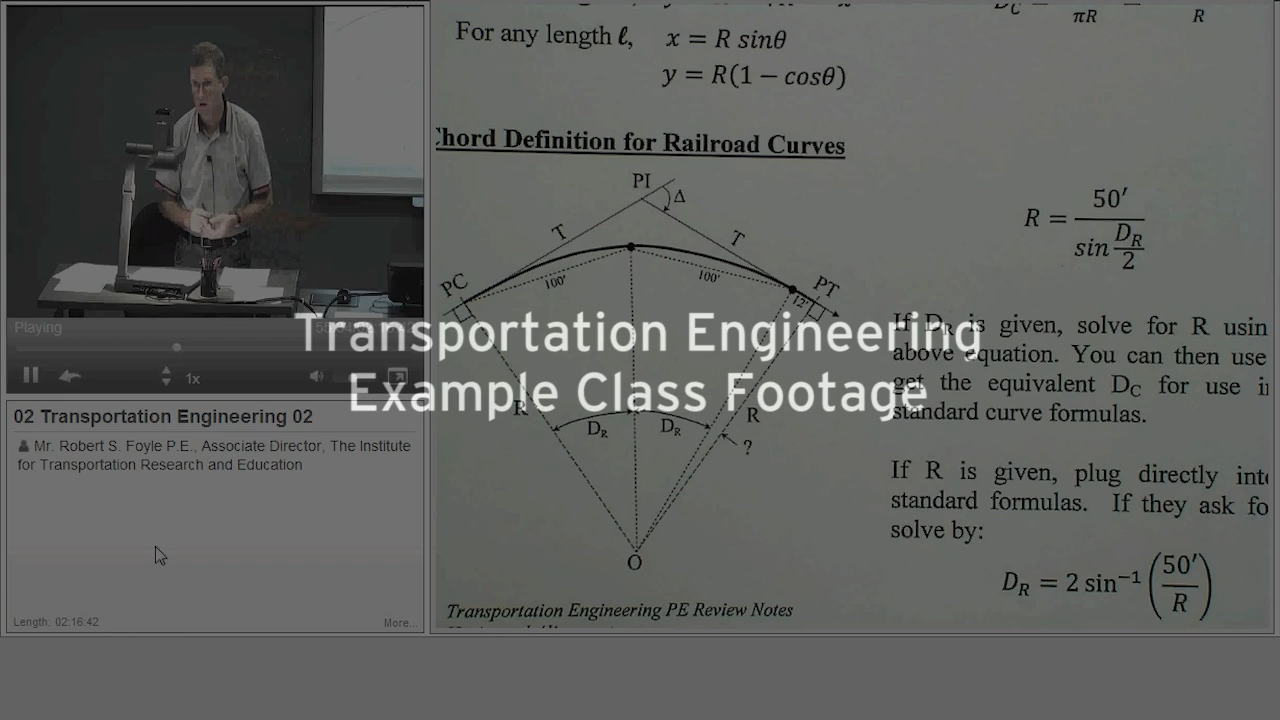 Transportation Engineering
Example Class Footage
Playing
1x
02 Transportation Engineering 02
Mr. Robert S. Foyle P.E., Associate Director, The Institute
for Transportation Research and Education
Length: 02:16:42
More...
πR
R
For any length ℓ, x = R sinθ
y = R(1 − cosθ)
Chord Definition for Railroad Curves
PI
Δ
T
T
PC
100'
100'
PT
12'
R
R
D_R
D_R
?
O
R = 50' / sin D_R/2
If D_R is given, solve for R usin
above equation. You can then use
get the equivalent D_C for use i
standard curve formulas.
If R is given, plug directly int
standard formulas. If they ask fo
solve by:
D_R = 2 sin⁻¹ (50'/R)
Transportation Engineering PE Review Notes